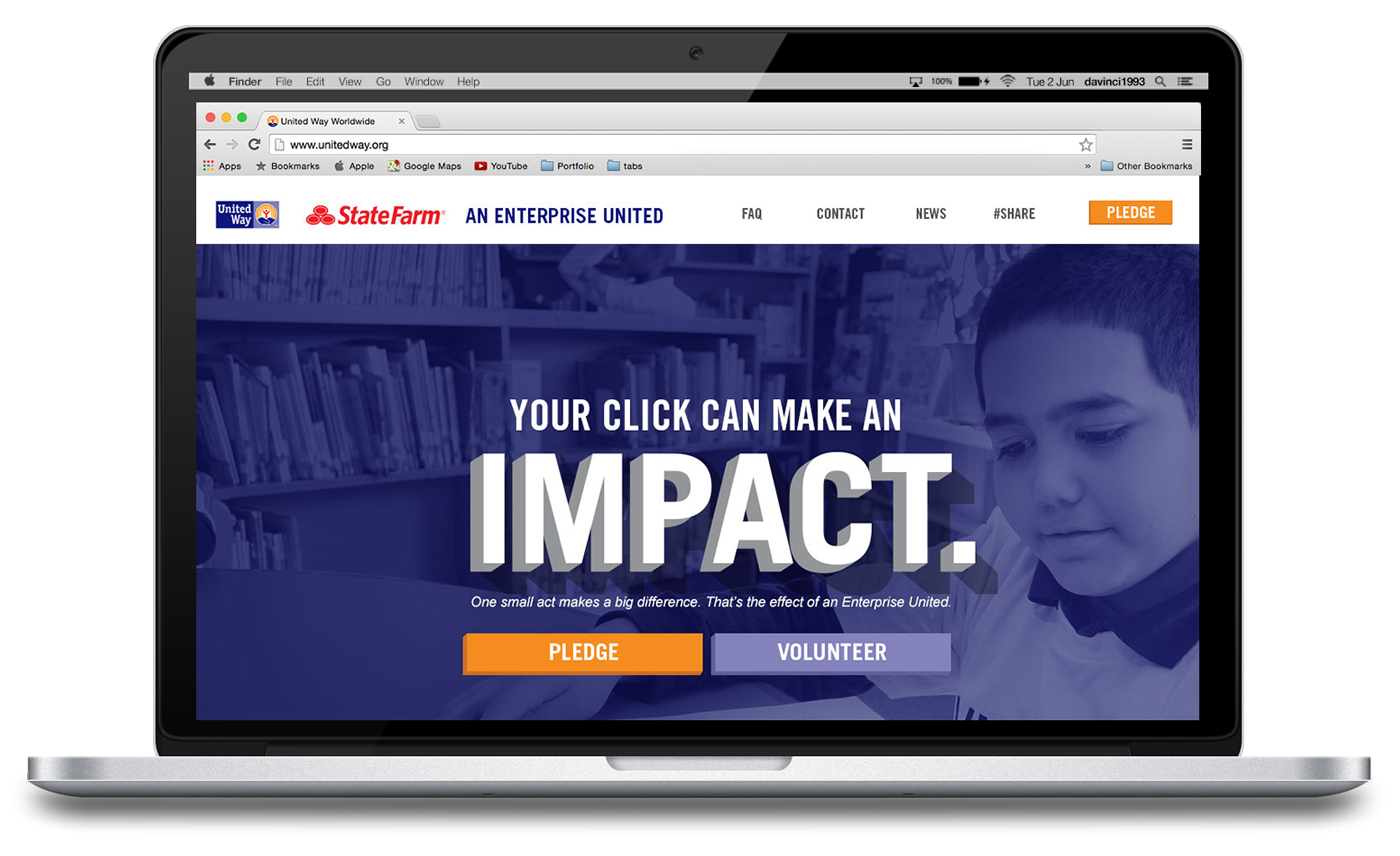 Finder File Edit View Go Window Help 100% Tue 2 Jun davinci1993
United Way Worldwide
www.unitedway.org
Apps Bookmarks Apple Google Maps YouTube Portfolio tabs » Other Bookmarks
United
Way
StateFarm® AN ENTERPRISE UNITED FAQ CONTACT NEWS #SHARE PLEDGE
YOUR CLICK CAN MAKE AN
IMPACT.
One small act makes a big difference. That's the effect of an Enterprise United.
PLEDGE VOLUNTEER